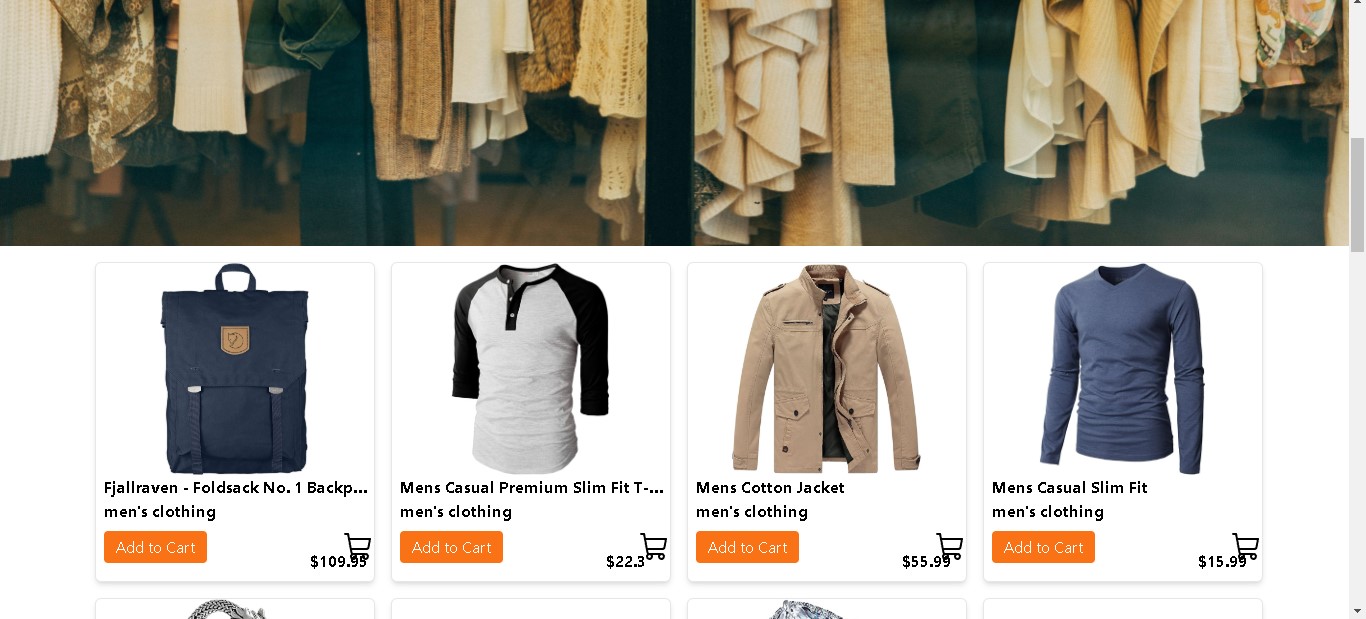 Fjallraven - Foldsack No. 1 Backp...
men's clothing
Add to Cart
$109.95
Mens Casual Premium Slim Fit T-...
men's clothing
Add to Cart
$22.3
Mens Cotton Jacket
men's clothing
Add to Cart
$55.99
Mens Casual Slim Fit
men's clothing
Add to Cart
$15.99